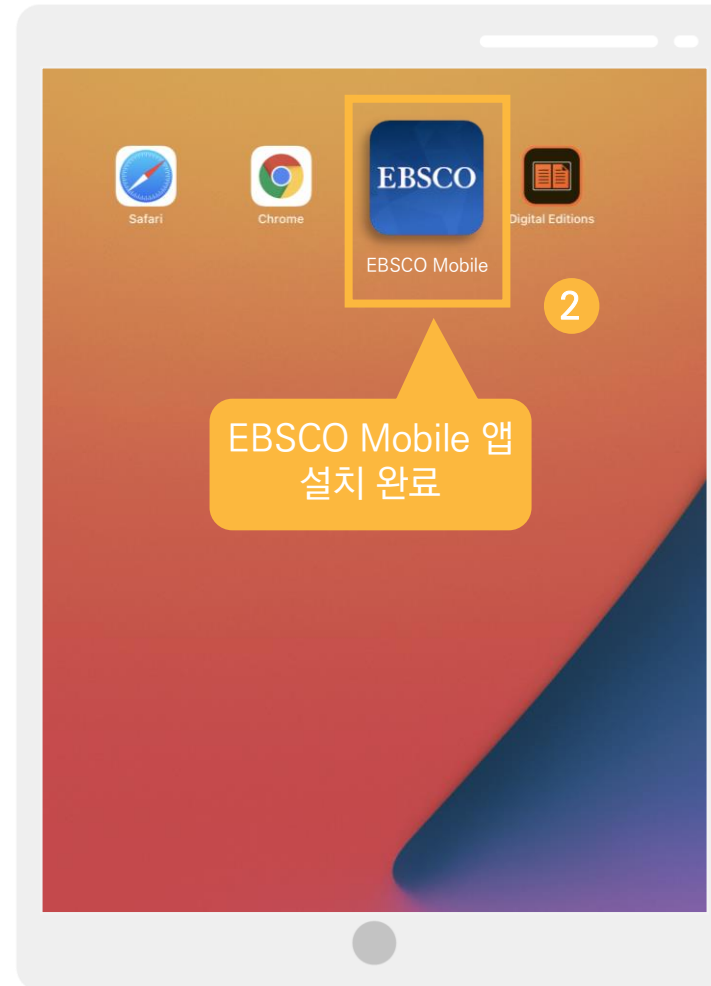 EBSCO
Safari
Chrome
EBSCO Mobile
Digital Editions
2
EBSCO Mobile 앱
설치 완료